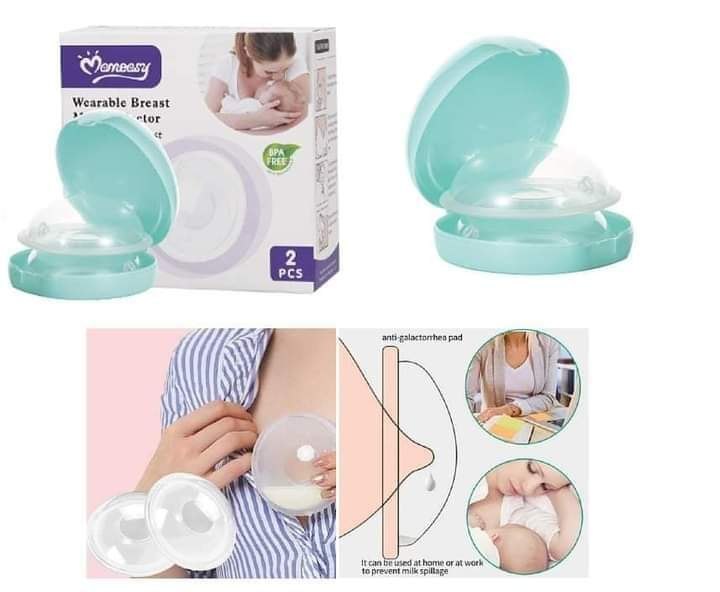 Momeasy
Wearable Breast
BPA
FREE
2
PCS
anti-galactorrhea pad
It can be used at home or at work
to prevent milk spillage